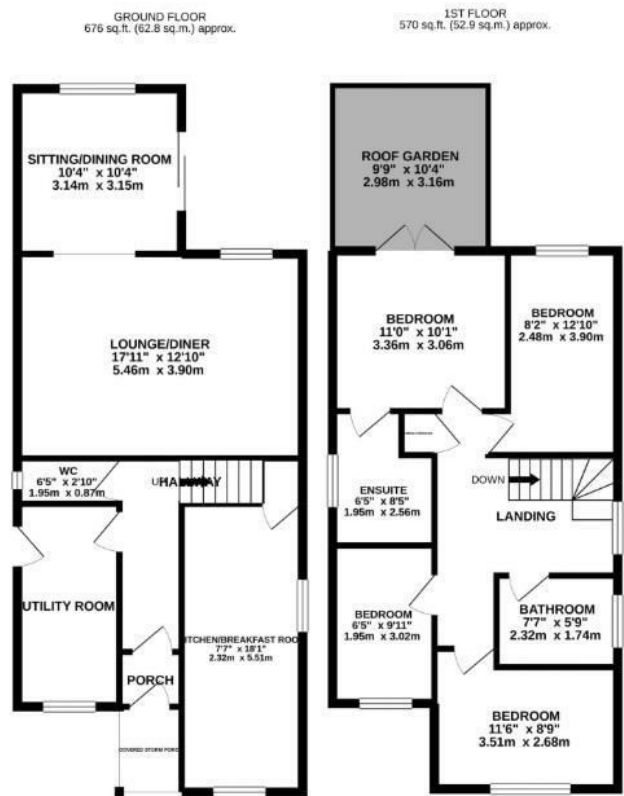 GROUND FLOOR
676 sq.ft. (62.8 sq.m.) approx.
1ST FLOOR
570 sq.ft. (52.9 sq.m.) approx.
SITTING/DINING ROOM
10'4" x 10'4"
3.14m x 3.15m
LOUNGE/DINER
17'11" x 12'10"
5.46m x 3.90m
WC
6'5" x 2'10"
1.95m x 0.87m
HALLWAY
UTILITY ROOM
KITCHEN/BREAKFAST ROOM
7'7" x 18'1"
2.32m x 5.51m
PORCH
COVERED STORM PORCH
ROOF GARDEN
9'9" x 10'4"
2.98m x 3.16m
BEDROOM
11'0" x 10'1"
3.36m x 3.06m
BEDROOM
8'2" x 12'10"
2.48m x 3.90m
ENSUITE
6'5" x 8'5"
1.95m x 2.56m
DOWN
LANDING
BEDROOM
6'5" x 9'11"
1.95m x 3.02m
BATHROOM
7'7" x 5'9"
2.32m x 1.74m
BEDROOM
11'6" x 8'9"
3.51m x 2.68m